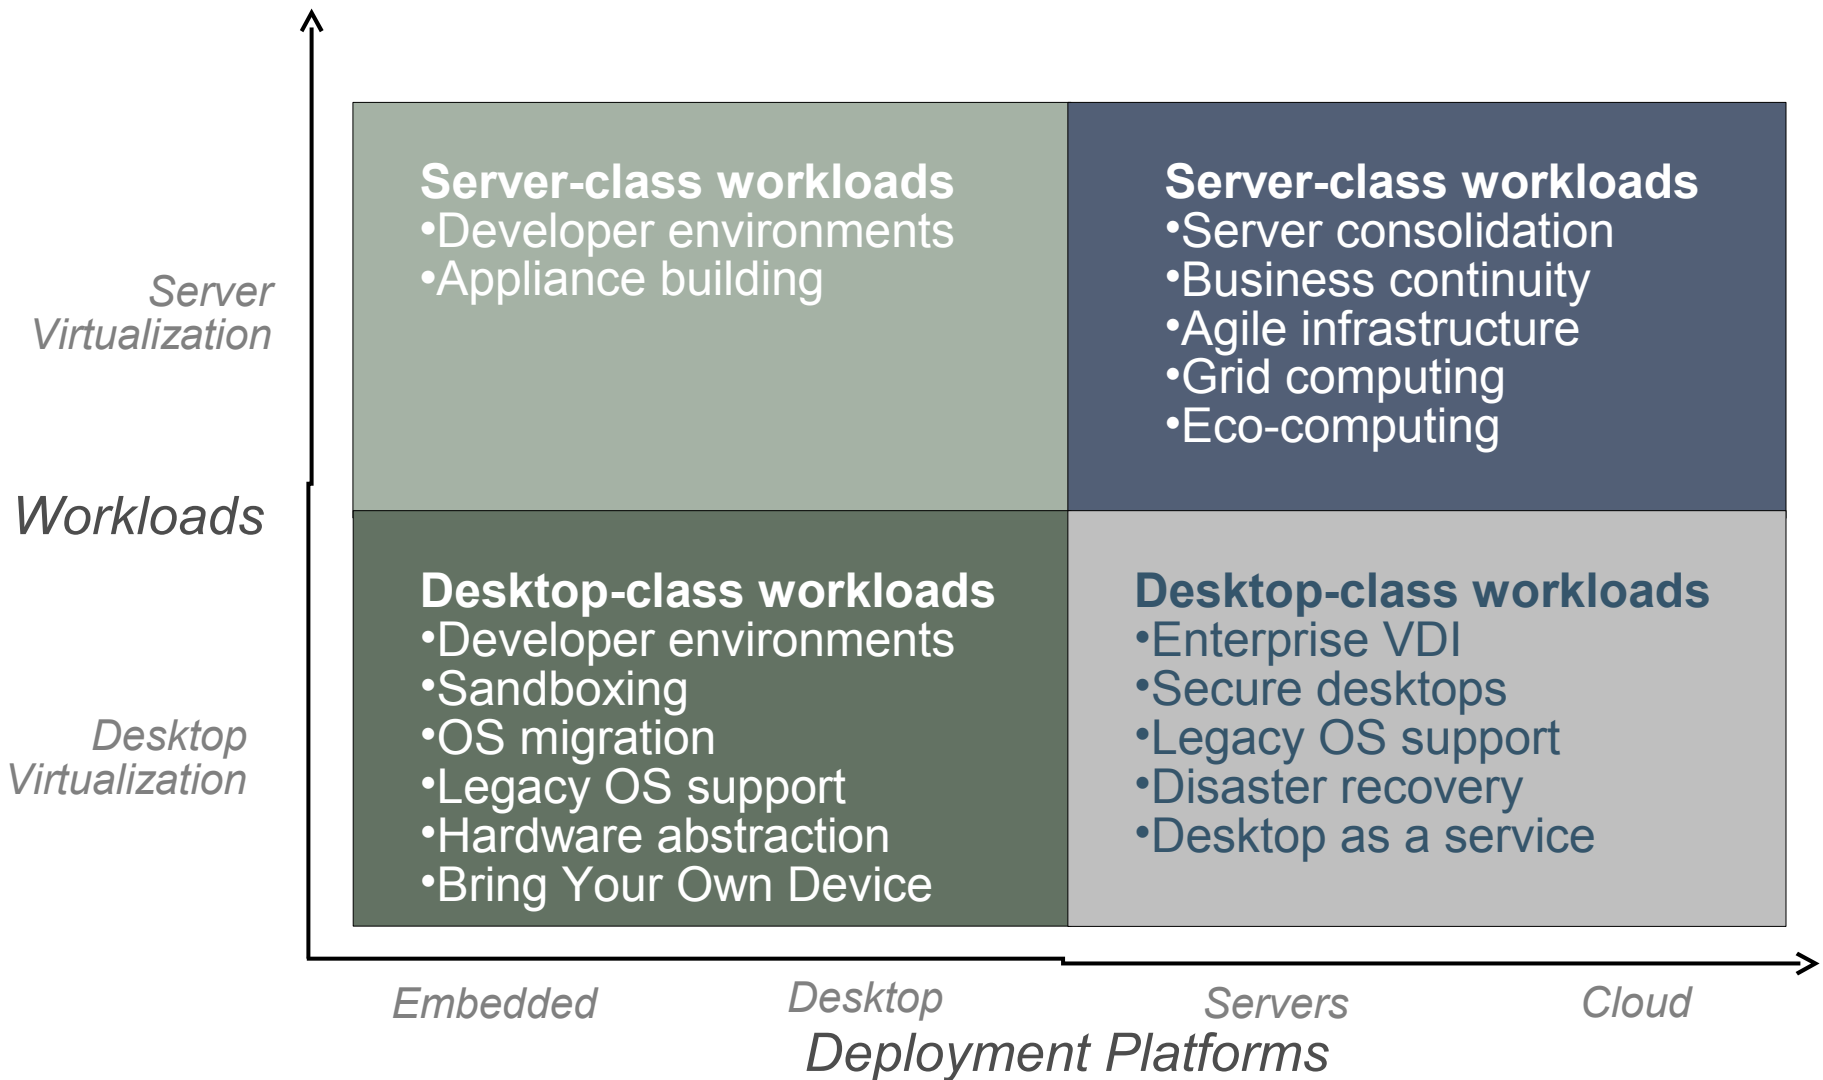 Server-class workloads
•Developer environments
•Appliance building
Server-class workloads
•Server consolidation
•Business continuity
•Agile infrastructure
•Grid computing
•Eco-computing
Server
Virtualization
Workloads
Desktop-class workloads
•Developer environments
•Sandboxing
•OS migration
•Legacy OS support
•Hardware abstraction
•Bring Your Own Device
Desktop-class workloads
•Enterprise VDI
•Secure desktops
•Legacy OS support
•Disaster recovery
•Desktop as a service
Desktop
Virtualization
Embedded
Desktop
Servers
Cloud
Deployment Platforms